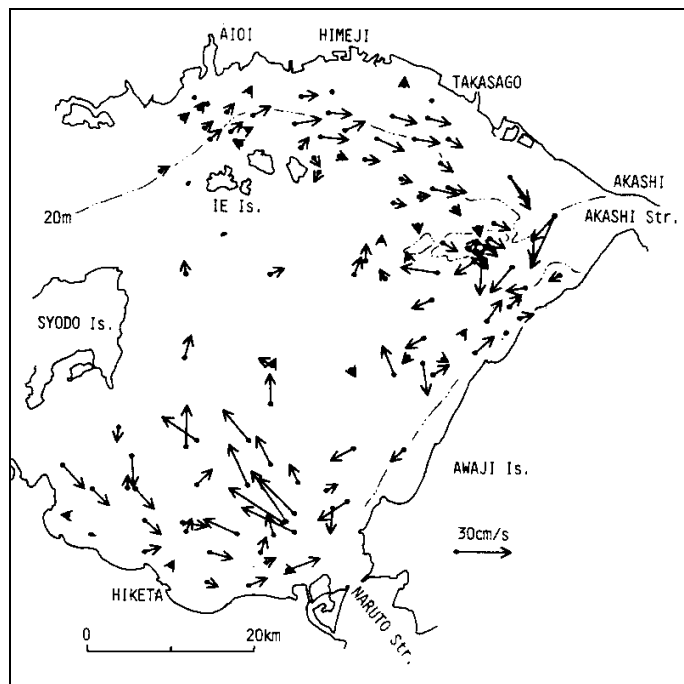 AIOI
HIMEJI
TAKASAGO
AKASHI
AKASHI Str.
IE Is.
20m
SYODO Is.
AWAJI Is.
30cm/s
HIKETA
NARUTO Str.
0 20km